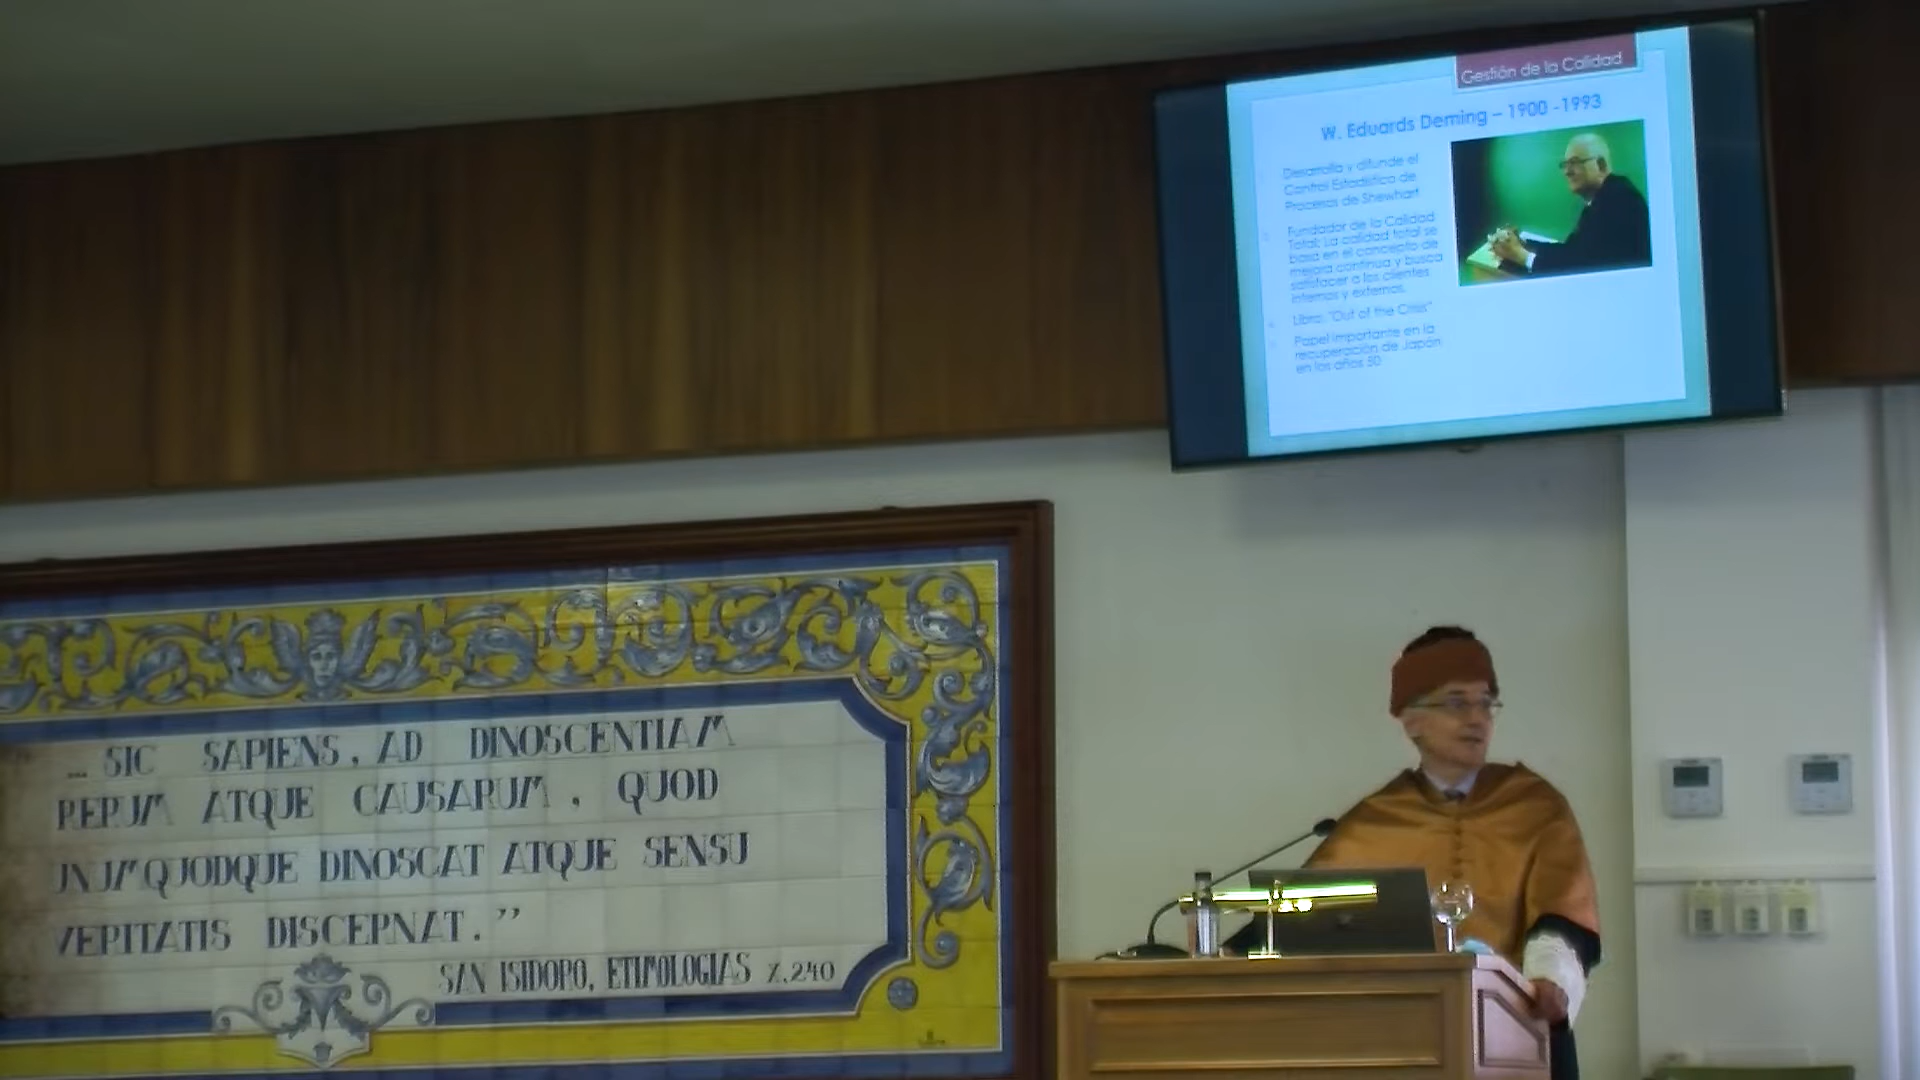 Gestión de la Calidad
W. Eduards Deming – 1900 -1993
Desarrolla y difunde el
Control Estadístico de
Procesos de Shewhart
Fundador de la Calidad
Total: La calidad total se
basa en el concepto de
mejora continua y busca
satisfacer a los clientes
internos y externos.
Libro: "Out of the Crisis"
Papel importante en la
recuperación de Japón
en los años 50
... SIC SAPIENS, AD DINOSCENTIAM
RERUM ATQUE CAUSARUM, QUOD
UNUMQUODQUE DINOSCAT ATQUE SENSU
VERITATIS DISCERNAT.”
SAN ISIDORO, ETIMOLOGIAS X,240